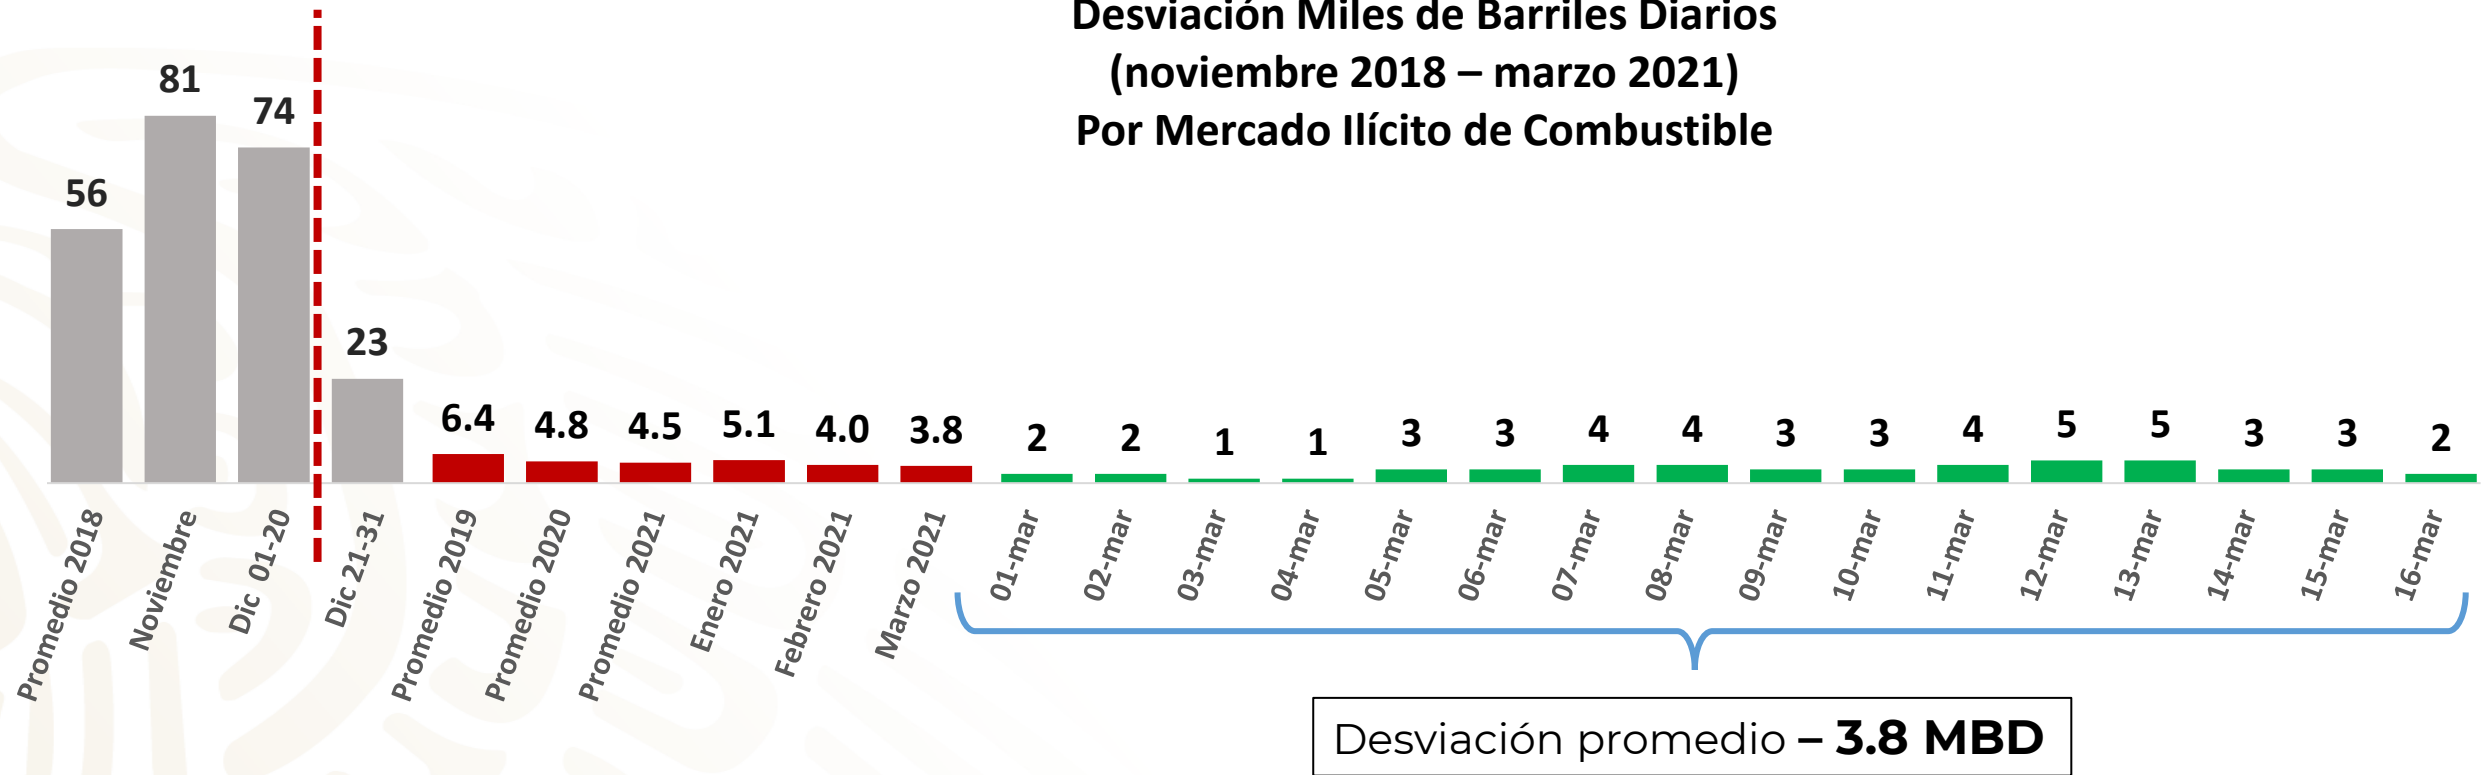 Desviación Miles de Barriles Diarios
(noviembre 2018 – marzo 2021)
Por Mercado Ilícito de Combustible
56
81
74
23
6.4
4.8
4.5
5.1
4.0
3.8
2
2
1
1
3
3
4
4
3
3
4
5
5
3
3
2
Promedio 2018
Noviembre
Dic 01-20
Dic 21-31
Promedio 2019
Promedio 2020
Promedio 2021
Enero 2021
Febrero 2021
Marzo 2021
01-mar
02-mar
03-mar
04-mar
05-mar
06-mar
07-mar
08-mar
09-mar
10-mar
11-mar
12-mar
13-mar
14-mar
15-mar
16-mar
Desviación promedio – 3.8 MBD